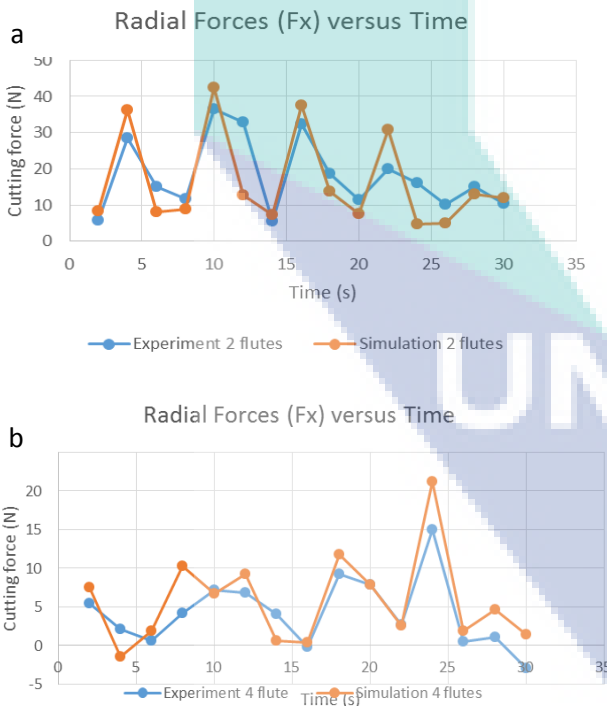 a
Radial Forces (Fx) versus Time
Cutting force (N)
50
40
30
20
10
0
0 5 10 15 20 25 30 35
Time (s)
Experiment 2 flutes Simulation 2 flutes
UN
b
Radial Forces (Fx) versus Time
Cutting force (N)
20
15
10
5
0
-5
0 5 10 15 20 25 30 35
Experiment 4 flute Simulation 4 flutes
Time (s)